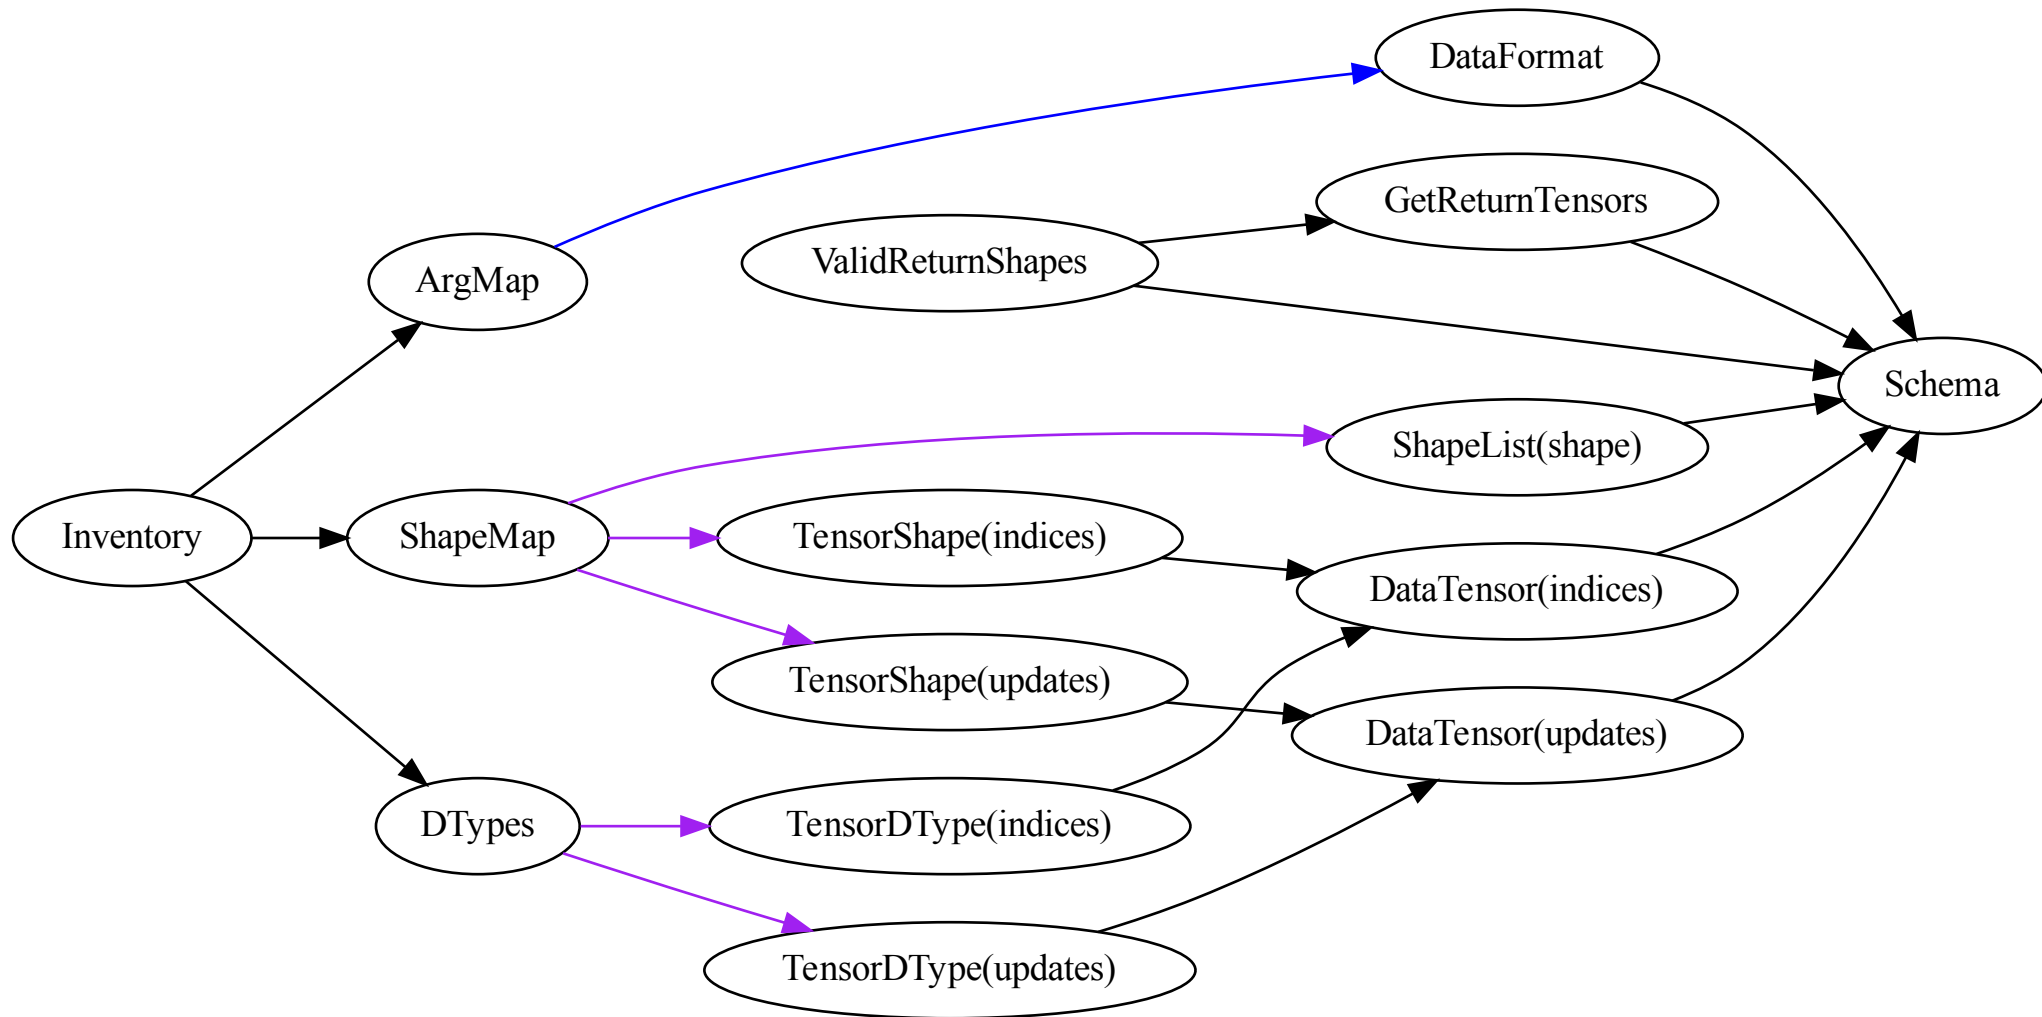 DataFormat
GetReturnTensors
ArgMap
ValidReturnShapes
Schema
ShapeList(shape)
Inventory
ShapeMap
TensorShape(indices)
DataTensor(indices)
TensorShape(updates)
DataTensor(updates)
DTypes
TensorDType(indices)
TensorDType(updates)